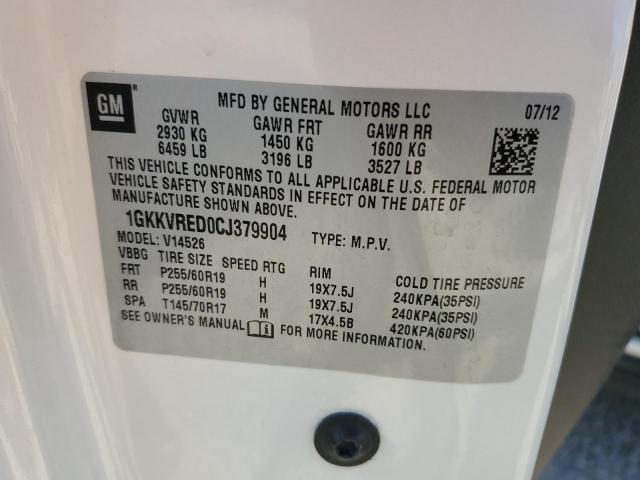 GM ®
MFD BY GENERAL MOTORS LLC 07/12
GVWR GAWR FRT GAWR RR
2930 KG 1450 KG 1600 KG
6459 LB 3196 LB 3527 LB
THIS VEHICLE CONFORMS TO ALL APPLICABLE U.S. FEDERAL MOTOR
VEHICLE SAFETY STANDARDS IN EFFECT ON THE DATE OF
MANUFACTURE SHOWN ABOVE.
1GKKVRED0CJ379904
MODEL: V14526 TYPE: M.P.V.
VBBG TIRE SIZE SPEED RTG RIM COLD TIRE PRESSURE
FRT P255/60R19 H 19X7.5J 240KPA(35PSI)
RR P255/60R19 H 19X7.5J 240KPA(35PSI)
SPA T145/70R17 M 17X4.5B 420KPA(60PSI)
SEE OWNER'S MANUAL FOR MORE INFORMATION.